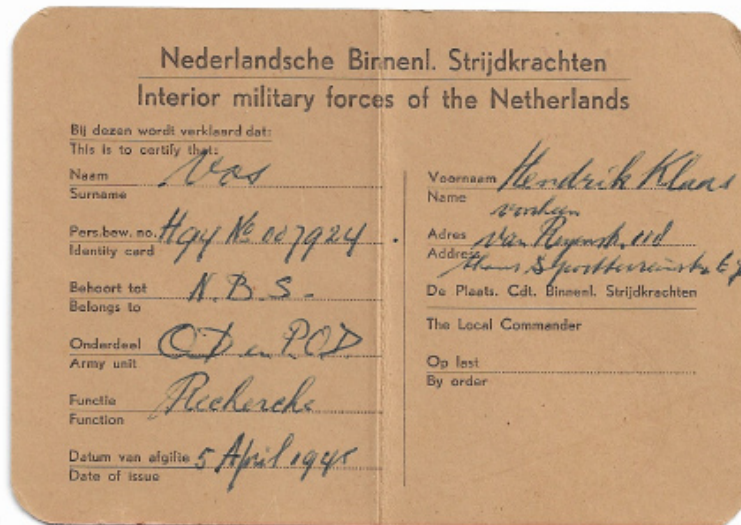 Nederlandsche Binnenl. Strijdkrachten
Interior military forces of the Netherlands
Bij dezen wordt verklaard dat:
This is to certify that:
Naam Vos
Surname
Pers.bew. no. H94 No 007924
Identity card
Behoort tot N.B.S.
Belongs to
Onderdeel O.D en P.O.D.
Army unit
Functie Recherche
Function
Datum van afgifte 5 April 1945
Date of issue
Voornaam Hendrik Klaas
Name
Adres van
Address
De Plaats. Cdt. Binnenl. Strijdkrachten
The Local Commander
Op last
By order